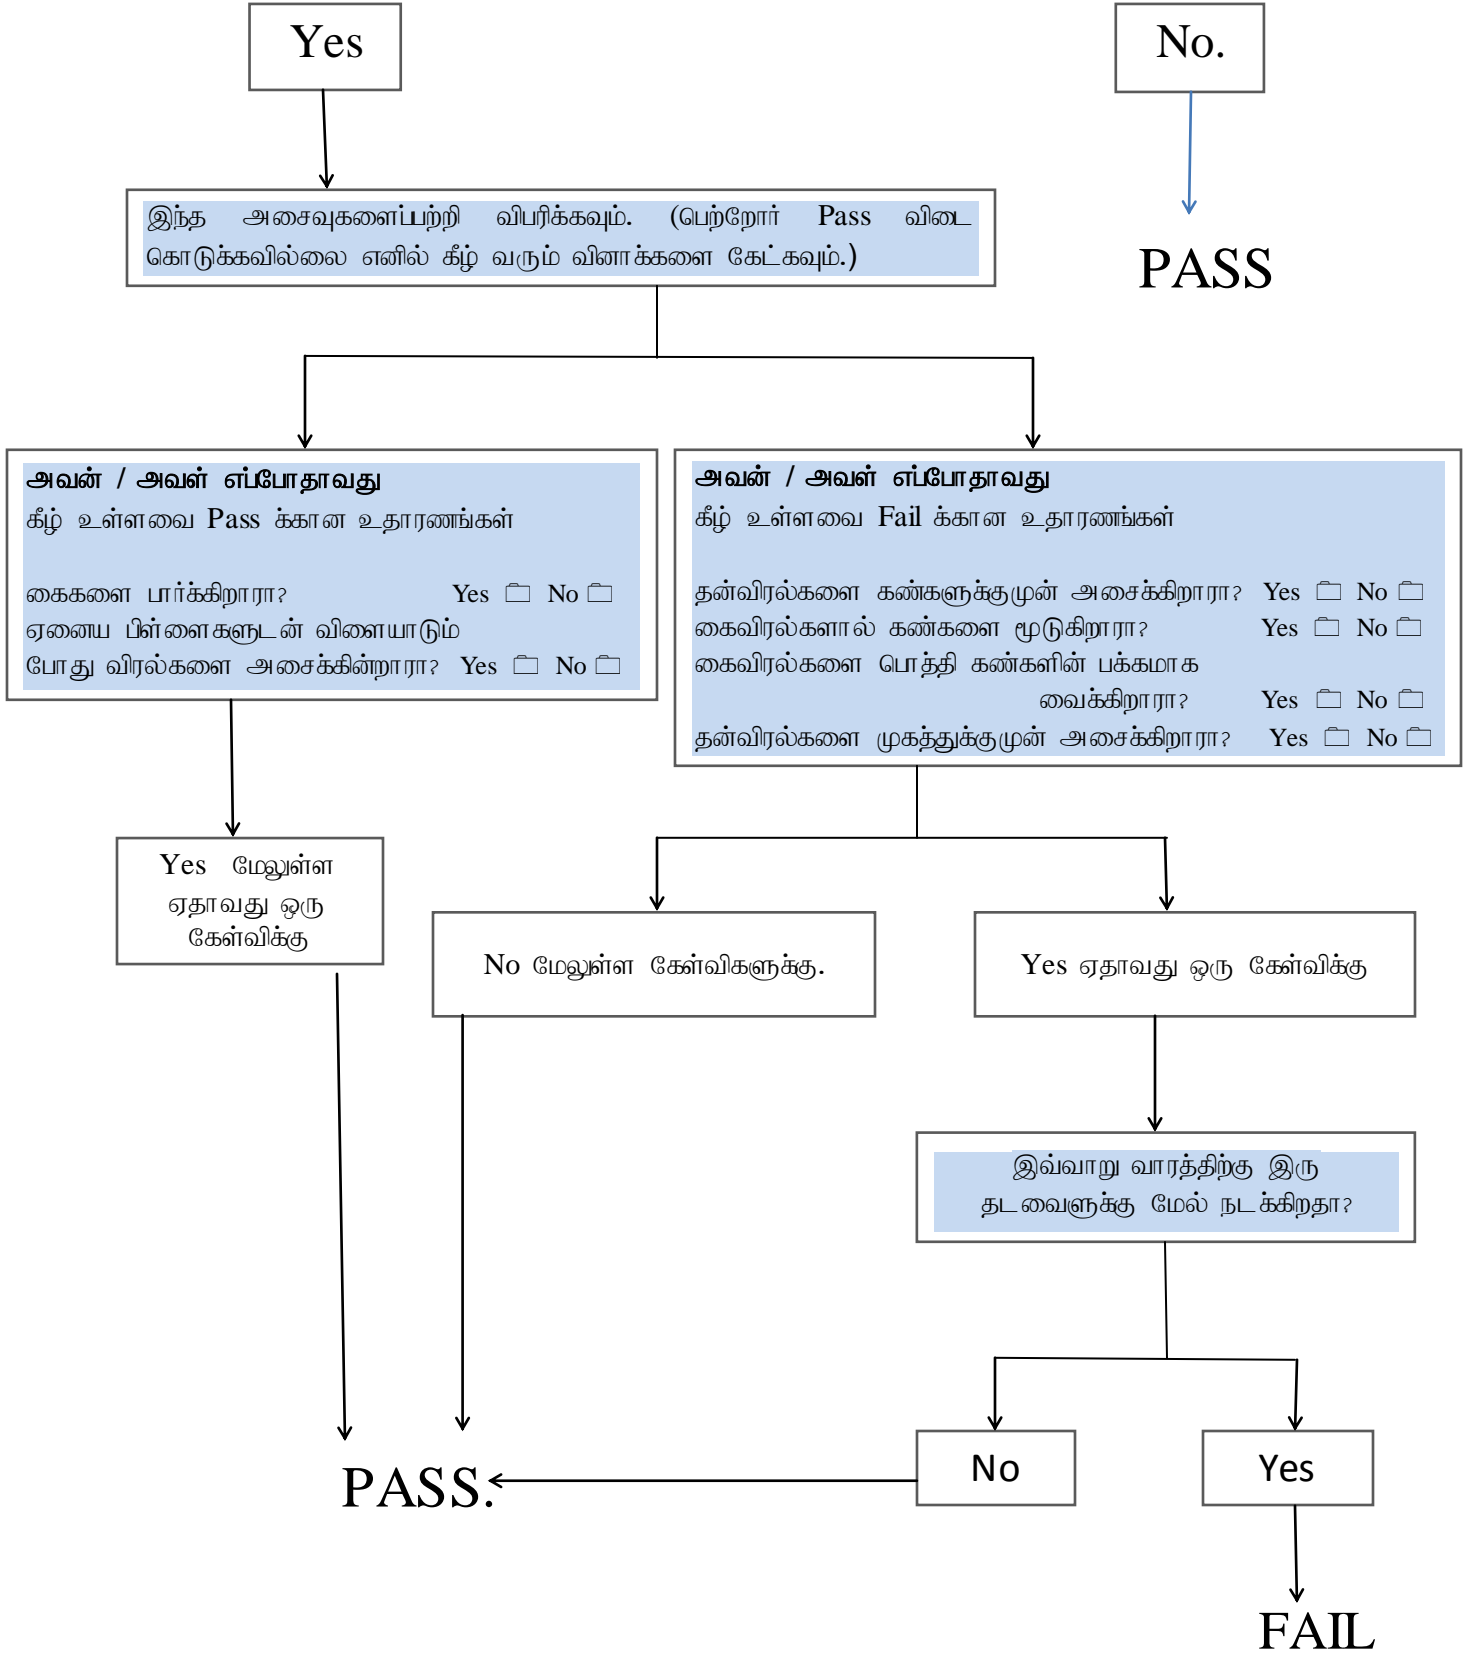 Yes
No.
இந்த அசைவுகளைப்பற்றி விபரிக்கவும். (பெற்றோர் Pass விடை
கொடுக்கவில்லை எனில் கீழ் வரும் வினாக்களை கேட்கவும்.)
PASS
அவன் / அவள் எப்போதாவது
கீழ் உள்ளவை Pass க்கான உதாரணங்கள்
கைகளை பார்க்கிறாரா? Yes No
ஏனைய பிள்ளைகளுடன் விளையாடும்
போது விரல்களை அசைக்கின்றாரா? Yes No
அவன் / அவள் எப்போதாவது
கீழ் உள்ளவை Fail க்கான உதாரணங்கள்
தன்விரல்களை கண்களுக்குமுன் அசைக்கிறாரா? Yes No
கைவிரல்களால் கண்களை மூடுகிறாரா? Yes No
கைவிரல்களை பொத்தி கண்களின் பக்கமாக
வைக்கிறாரா? Yes No
தன்விரல்களை முகத்துக்குமுன் அசைக்கிறாரா? Yes No
Yes மேலுள்ள
ஏதாவது ஒரு
கேள்விக்கு
No மேலுள்ள கேள்விகளுக்கு.
Yes ஏதாவது ஒரு கேள்விக்கு
இவ்வாறு வாரத்திற்கு இரு
தடவைளுக்கு மேல் நடக்கிறதா?
No
Yes
PASS.
FAIL